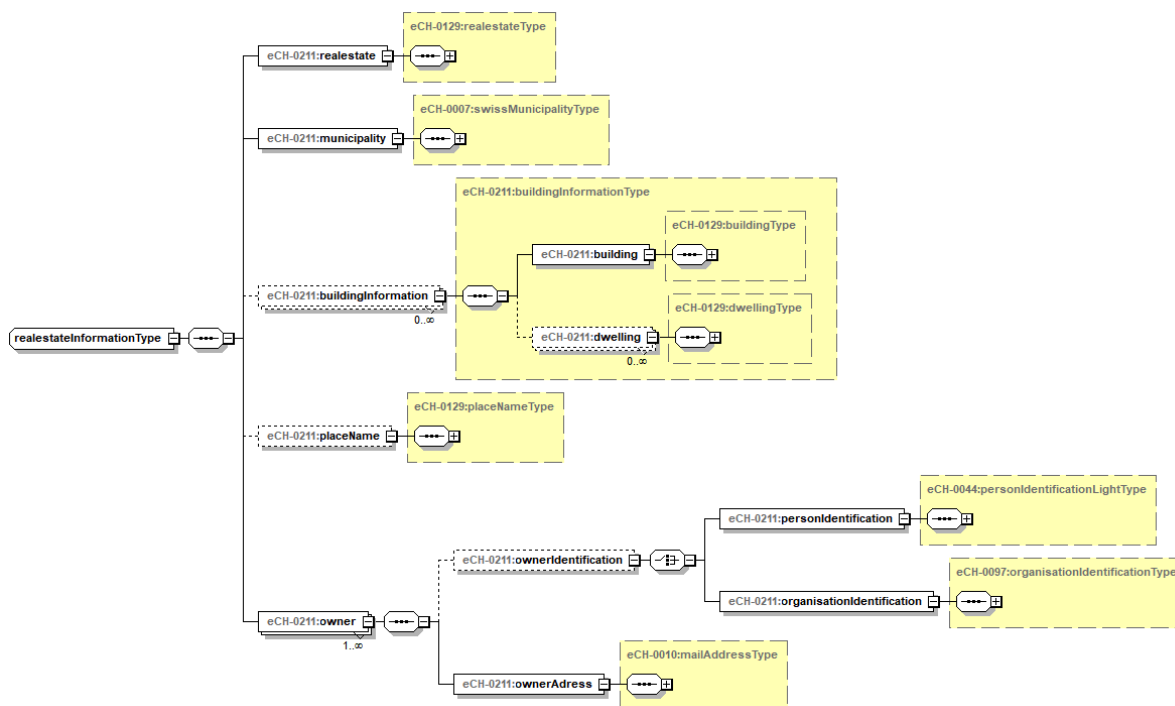 eCH-0129:realestateType
eCH-0211:realestate
eCH-0007:swissMunicipalityType
eCH-0211:municipality
eCH-0211:buildingInformationType
eCH-0129:buildingType
eCH-0211:building
eCH-0211:buildingInformation
0..∞
eCH-0129:dwellingType
eCH-0211:dwelling
0..∞
realestateInformationType
eCH-0129:placeNameType
eCH-0211:placeName
eCH-0044:personIdentificationLightType
eCH-0211:personIdentification
eCH-0211:ownerIdentification
eCH-0097:organisationIdentificationType
eCH-0211:organisationIdentification
eCH-0211:owner
1..∞
eCH-0010:mailAddressType
eCH-0211:ownerAdress